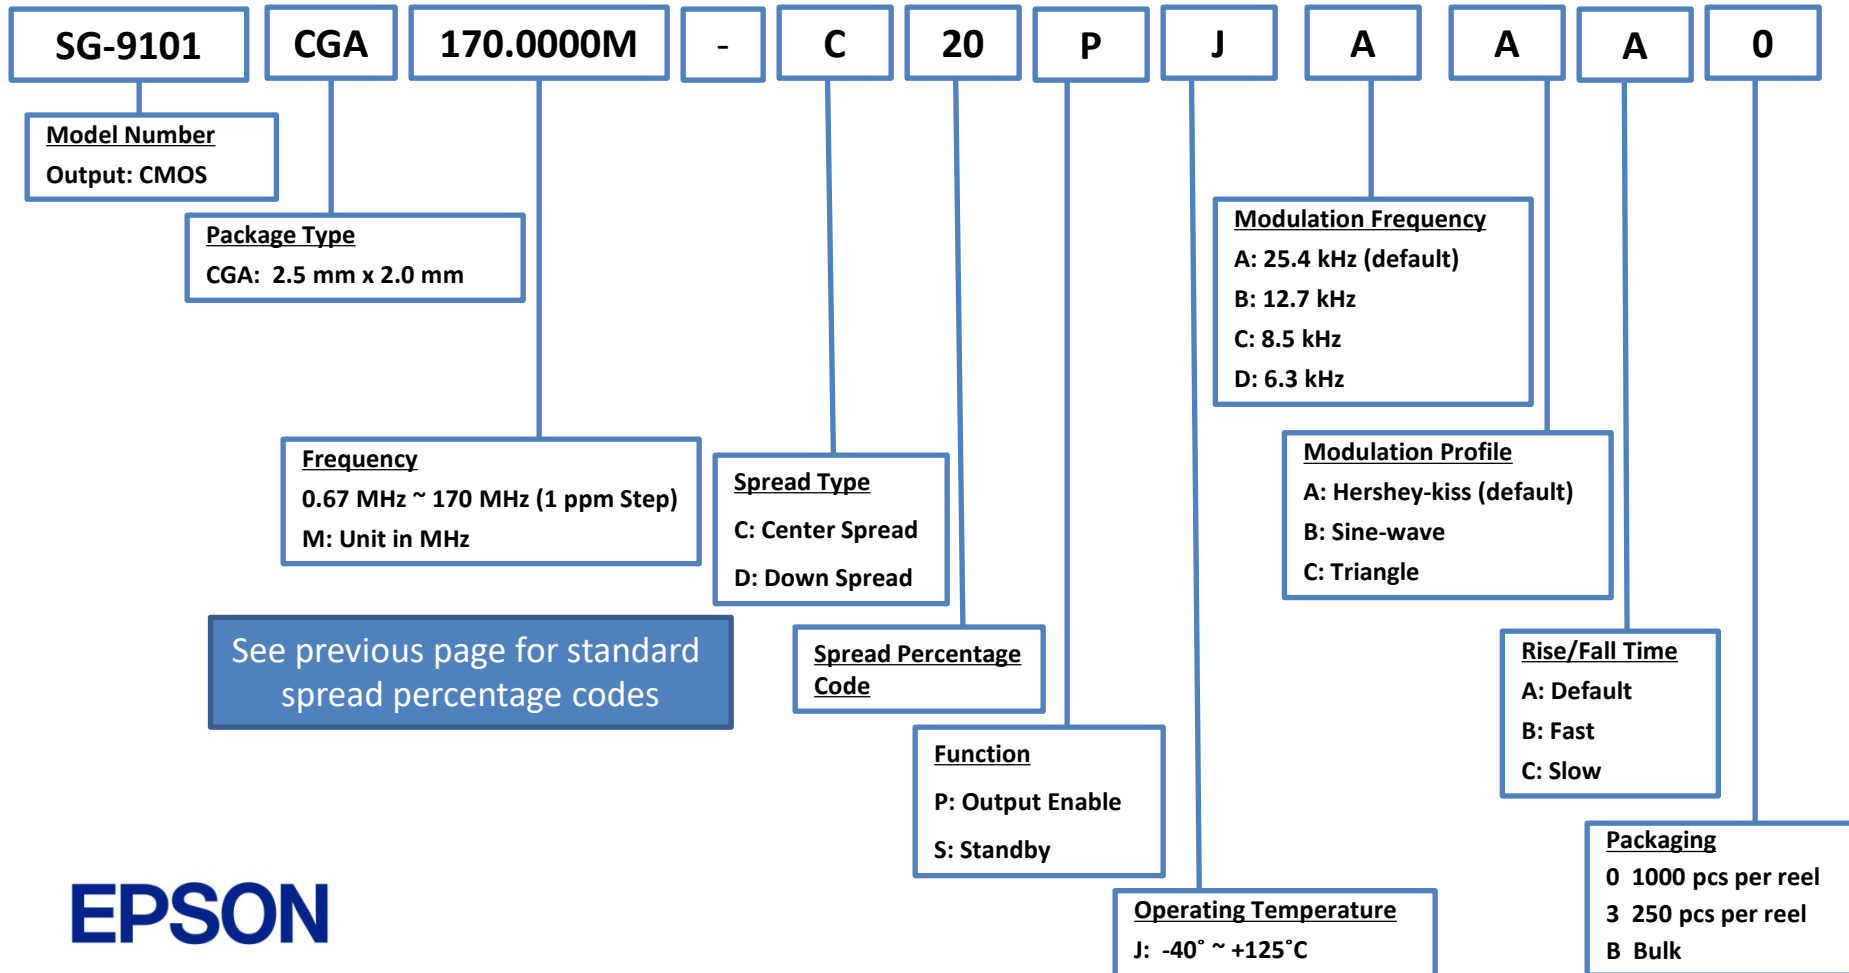 SG-9101 CGA 170.0000M - C 20 P J A A A 0
Model Number
Output: CMOS
Package Type
CGA: 2.5 mm x 2.0 mm
Modulation Frequency
A: 25.4 kHz (default)
B: 12.7 kHz
C: 8.5 kHz
D: 6.3 kHz
Frequency
0.67 MHz ~ 170 MHz (1 ppm Step)
M: Unit in MHz
Spread Type
C: Center Spread
D: Down Spread
Modulation Profile
A: Hershey-kiss (default)
B: Sine-wave
C: Triangle
See previous page for standard
spread percentage codes
Spread Percentage
Code
Rise/Fall Time
A: Default
B: Fast
C: Slow
Function
P: Output Enable
S: Standby
Packaging
0 1000 pcs per reel
3 250 pcs per reel
B Bulk
Operating Temperature
J: -40˚ ~ +125˚C
EPSON